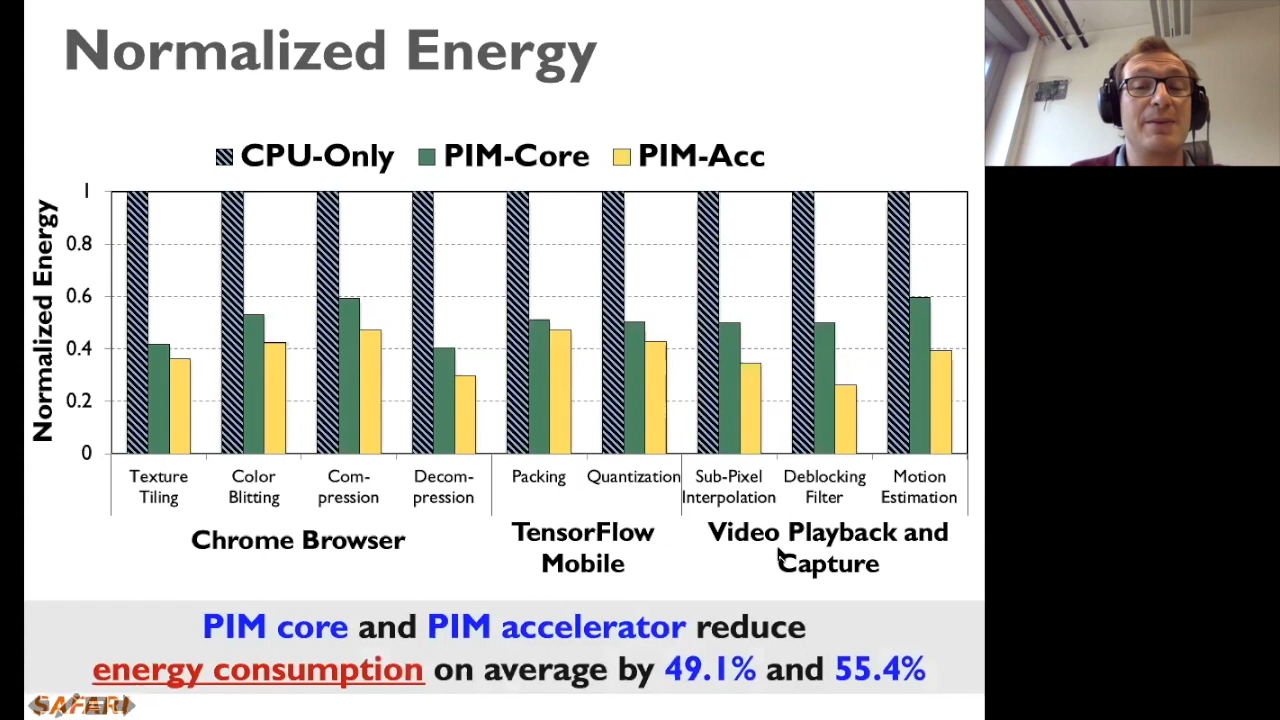 Normalized Energy
CPU-Only PIM-Core PIM-Acc
Normalized Energy
1
0.8
0.6
0.4
0.2
0
Texture Tiling
Color Blitting
Com-
pression
Decom-
pression
Packing
Quantization
Sub-Pixel
Interpolation
Deblocking
Filter
Motion
Estimation
Chrome Browser
TensorFlow
Mobile
Video Playback and
Capture
PIM core and PIM accelerator reduce
energy consumption on average by 49.1% and 55.4%
SAFARI